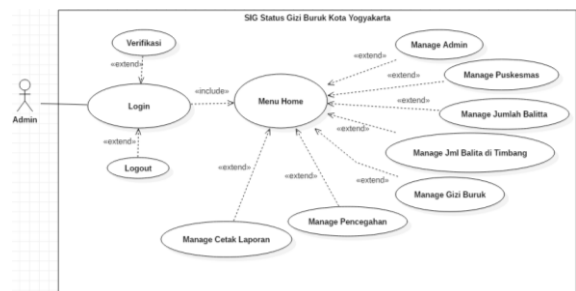 SIG Status Gizi Buruk Kota Yogyakarta
Verifikasi
«extend»
Manage Admin
«extend»
Manage Puskesmas
«extend»
Admin
Login
«include»
Menu Home
«extend»
Manage Jumlah Balitta
«extend»
Manage Jml Balita di Timbang
«extend»
Logout
«extend»
«extend»
«extend»
Manage Gizi Buruk
Manage Pencegahan
Manage Cetak Laporan